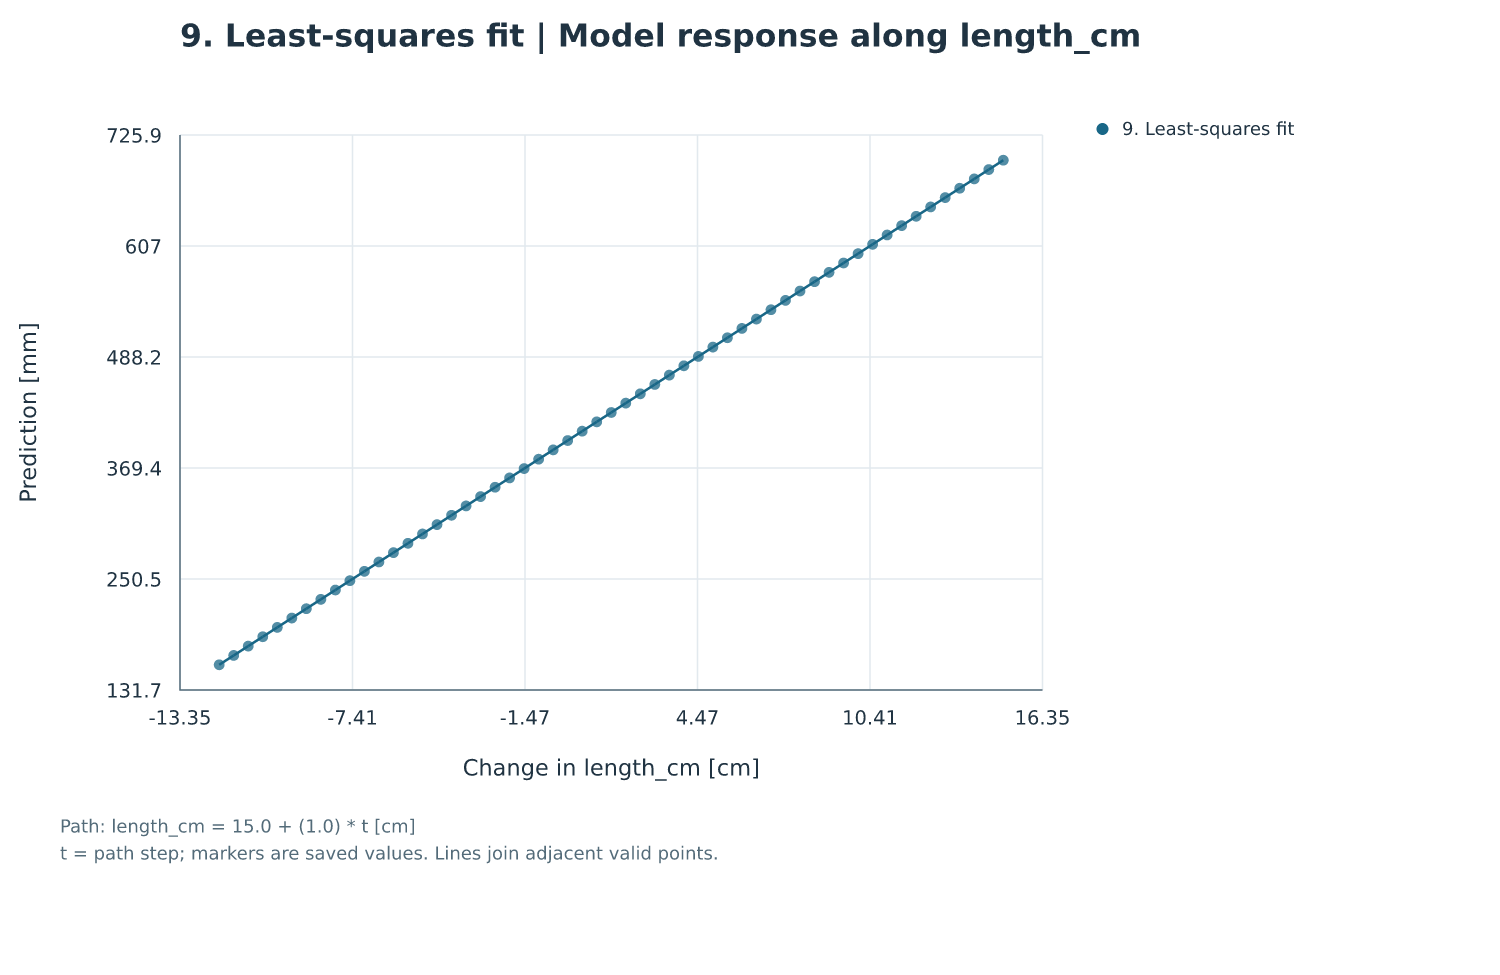 9. Least-squares fit | Model response along length_cm
9. Least-squares fit
725.9
607
488.2
369.4
250.5
131.7
Prediction [mm]
-13.35
-7.41
-1.47
4.47
10.41
16.35
Change in length_cm [cm]
Path: length_cm = 15.0 + (1.0) * t [cm]
t = path step; markers are saved values. Lines join adjacent valid points.